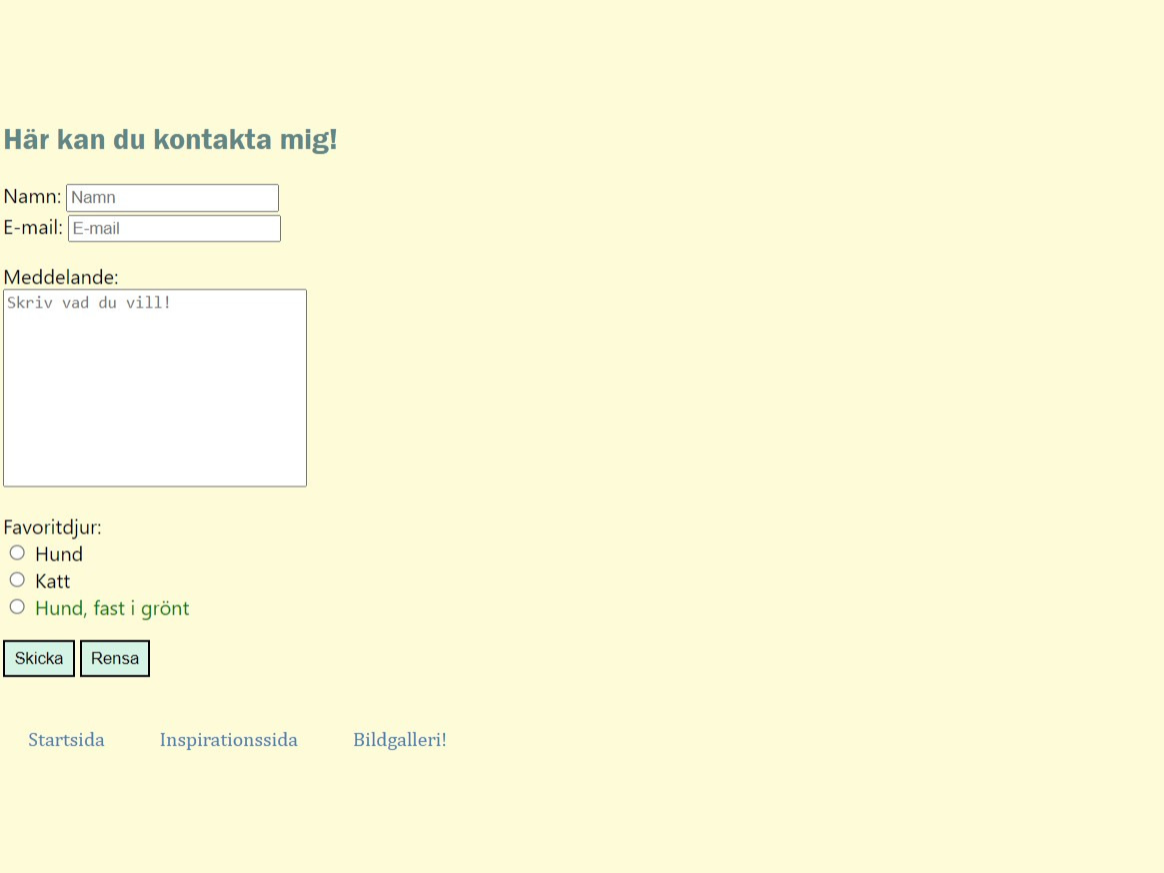 Här kan du kontakta mig!
Namn: Namn
E-mail: E-mail
Meddelande:
Skriv vad du vill!
Favoritdjur:
Hund
Katt
Hund, fast i grönt
Skicka Rensa
Startsida Inspirationssida Bildgalleri!